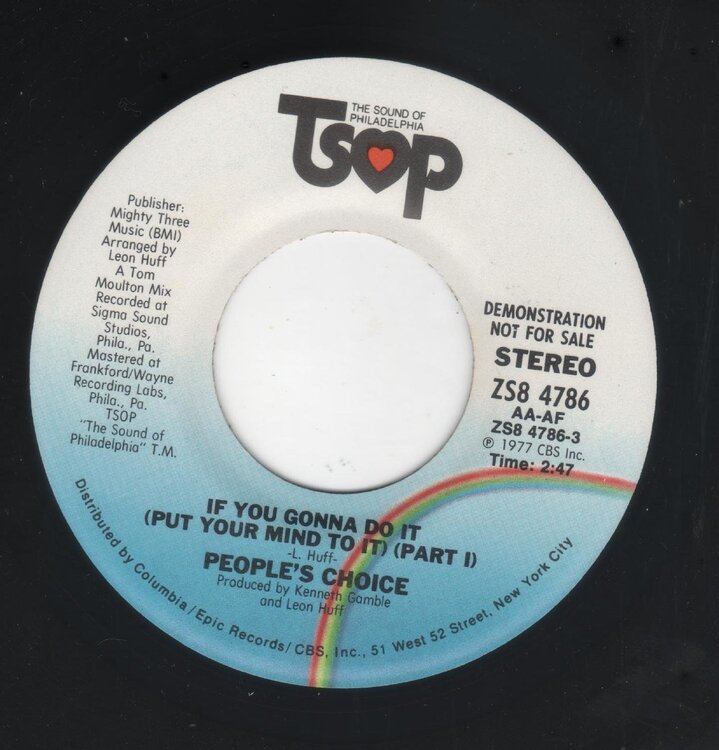 THE SOUND OF
PHILADELPHIA
TSOP
Publisher:
Mighty Three
Music (BMI)
Arranged by
Leon Huff
A Tom
Moulton Mix
Recorded at
Sigma Sound
Studios,
Phila., Pa.
Mastered at
Frankford/Wayne
Recording Labs,
Phila., Pa.
TSOP
"The Sound of
Philadelphia" T.M.
DEMONSTRATION
NOT FOR SALE
STEREO
ZS8 4786
AA-AF
ZS8 4786-3
℗ 1977 CBS Inc.
Time: 2:47
IF YOU GONNA DO IT
(PUT YOUR MIND TO IT) (PART I)
-L. Huff-
PEOPLE'S CHOICE
Produced by Kenneth Gamble
and Leon Huff
Distributed by Columbia/Epic Records/CBS, Inc., 51 West 52 Street, New York City